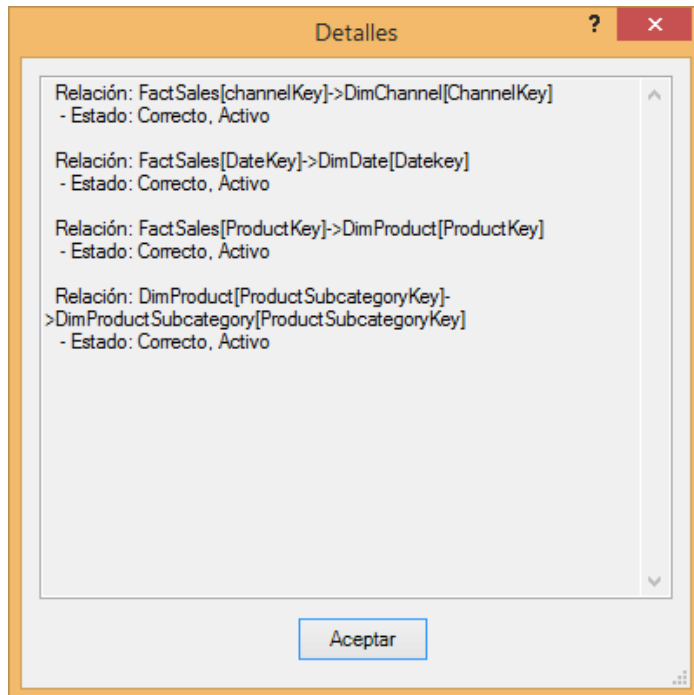 Detalles
?
×
Relación: FactSales[channelKey]->DimChannel[ChannelKey]
- Estado: Correcto, Activo
Relación: FactSales[DateKey]->DimDate[Datekey]
- Estado: Correcto, Activo
Relación: FactSales[ProductKey]->DimProduct[ProductKey]
- Estado: Correcto, Activo
Relación: DimProduct[ProductSubcategoryKey]-
>DimProductSubcategory[ProductSubcategoryKey]
- Estado: Correcto, Activo
Aceptar